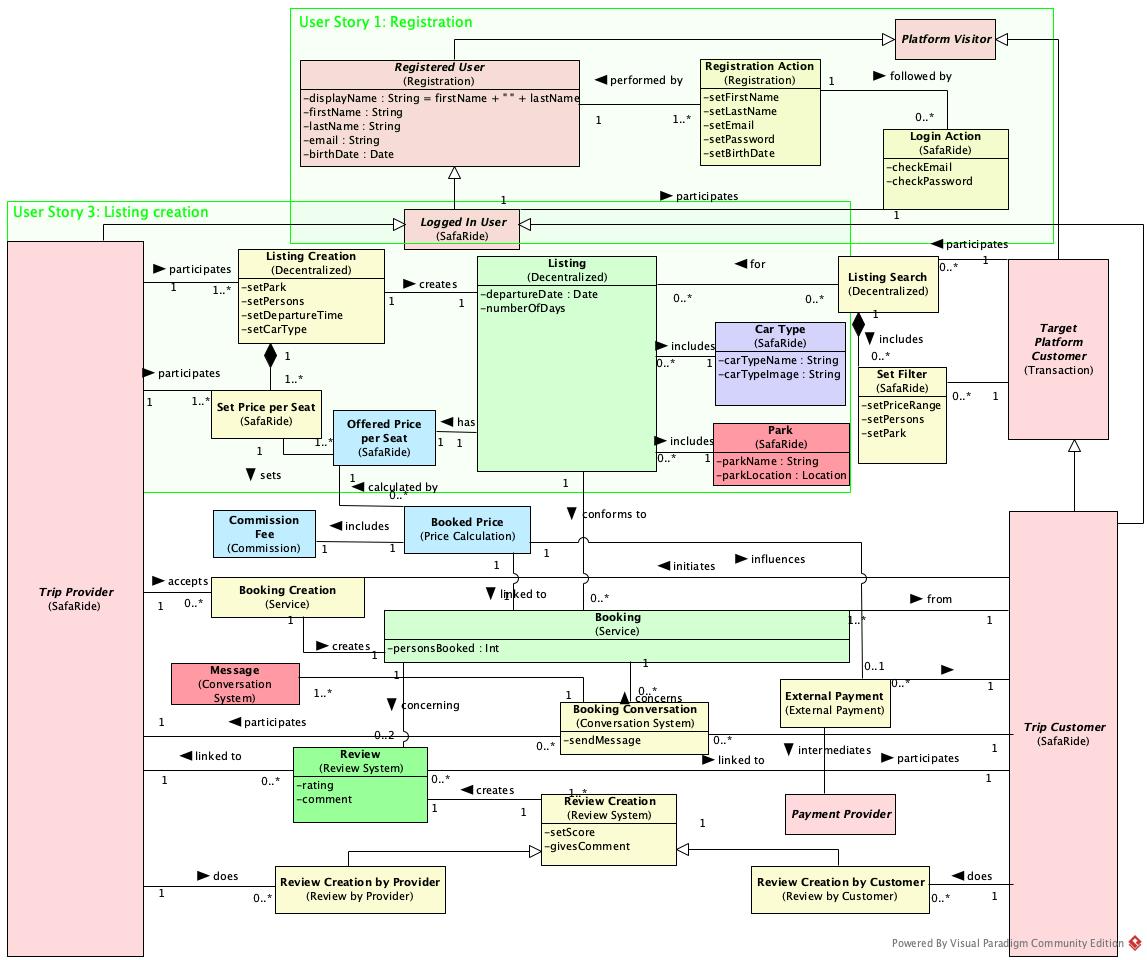 User Story 1: Registration
Platform Visitor
Registered User
(Registration)
–displayName : String = firstName + " " + lastName
–firstName : String
–lastName : String
–email : String
–birthDate : Date
performed by
1
1..*
Registration Action
(Registration)
–setFirstName
–setLastName
–setEmail
–setPassword
–setBirthDate
1
followed by
0..*
Login Action
(SafaRide)
–checkEmail
–checkPassword
1
participates
1
User Story 3: Listing creation
Logged In User
(SafaRide)
participates
1
1..*
Listing Creation
(Decentralized)
–setPark
–setPersons
–setDepartureTime
–setCarType
creates
1
1
Listing
(Decentralized)
–departureDate : Date
–numberOfDays
for
0..*
0..*
Listing Search
(Decentralized)
participates
0..*
1
Target
Platform
Customer
(Transaction)
includes
0..*
1
Car Type
(SafaRide)
–carTypeName : String
–carTypeImage : String
1
includes
0..*
Set Filter
(SafaRide)
–setPriceRange
–setPersons
–setPark
0..*
1
1
1..*
participates
1
1..*
Set Price per Seat
(SafaRide)
1
1..*
sets
Offered Price
per Seat
(SafaRide)
has
1
1
includes
0..*
1
Park
(SafaRide)
–parkName : String
–parkLocation : Location
1
calculated by
0..*
Commission
Fee
(Commission)
includes
1
1
Booked Price
(Price Calculation)
1
conforms to
0..*
1
influences
initiates
Trip Provider
(SafaRide)
accepts
1
0..*
Booking Creation
(Service)
1
creates
1
1
linked to
1
Booking
(Service)
–personsBooked : Int
from
1..*
1
Message
(Conversation
System)
1..*
1
1
concerning
0..2
1
0..*
concerns
Booking Conversation
(Conversation System)
–sendMessage
0..1
External Payment
(External Payment)
0..*
1
Trip Customer
(SafaRide)
1
participates
0..*
0..*
1
linked to
1
0..*
Review
(Review System)
–rating
–comment
0..*
linked to
intermediates
participates
1
creates
1
1
1..*
Review Creation
(Review System)
–setScore
–givesComment
1
Payment Provider
does
1
0..*
Review Creation by Provider
(Review by Provider)
Review Creation by Customer
(Review by Customer)
does
0..*
1
Powered By Visual Paradigm Community Edition